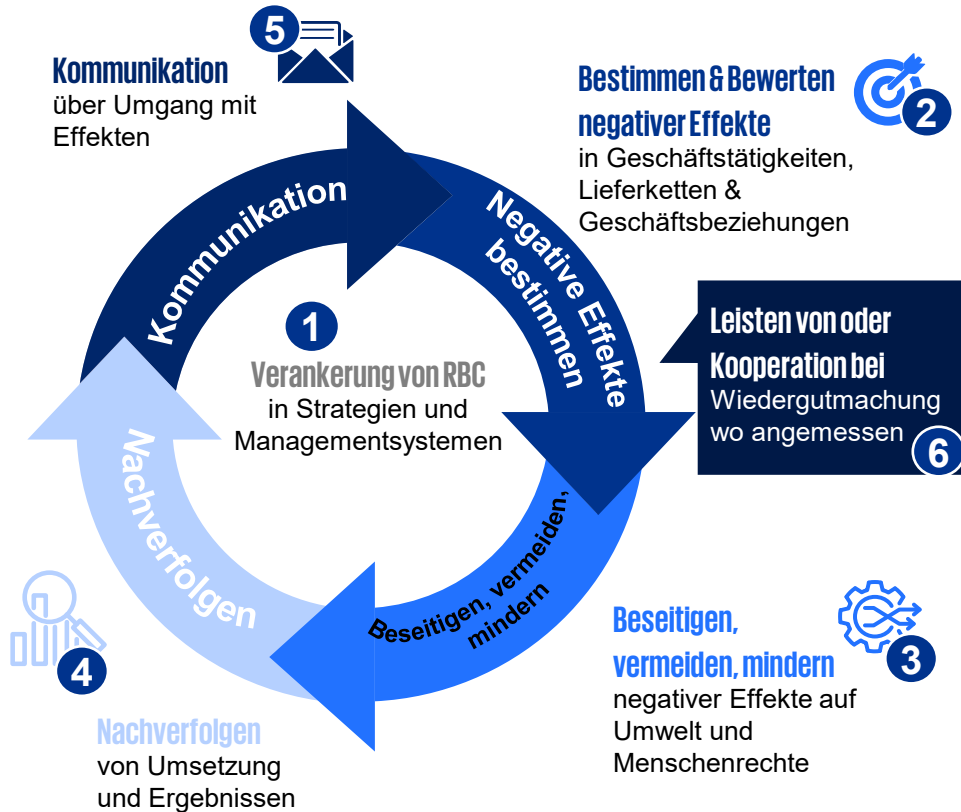 5
Kommunikation
über Umgang mit
Effekten
Bestimmen & Bewerten
negativer Effekte
in Geschäftstätigkeiten,
Lieferketten &
Geschäftsbeziehungen
2
Kommunikation
Negative Effekte
bestimmen
1
Verankerung von RBC
in Strategien und
Managementsystemen
Leisten von oder
Kooperation bei
Wiedergutmachung
wo angemessen
6
Nachverfolgen
Beseitigen, vermeiden,
mindern
Beseitigen,
vermeiden, mindern
negativer Effekte auf
Umwelt und
Menschenrechte
3
4
Nachverfolgen
von Umsetzung
und Ergebnissen